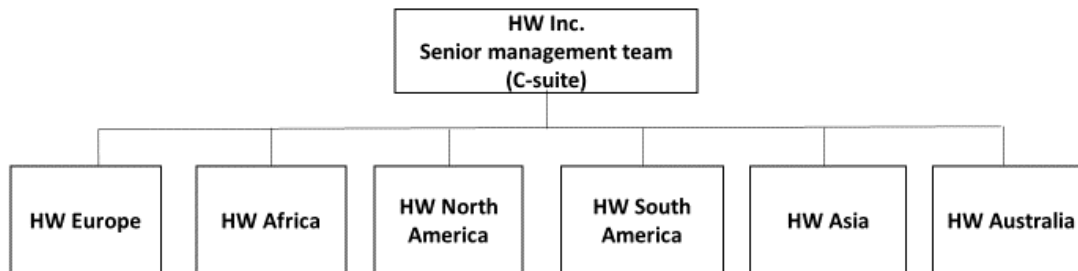 HW Inc.
Senior management team
(C-suite)
HW Europe
HW Africa
HW North
America
HW South
America
HW Asia
HW Australia